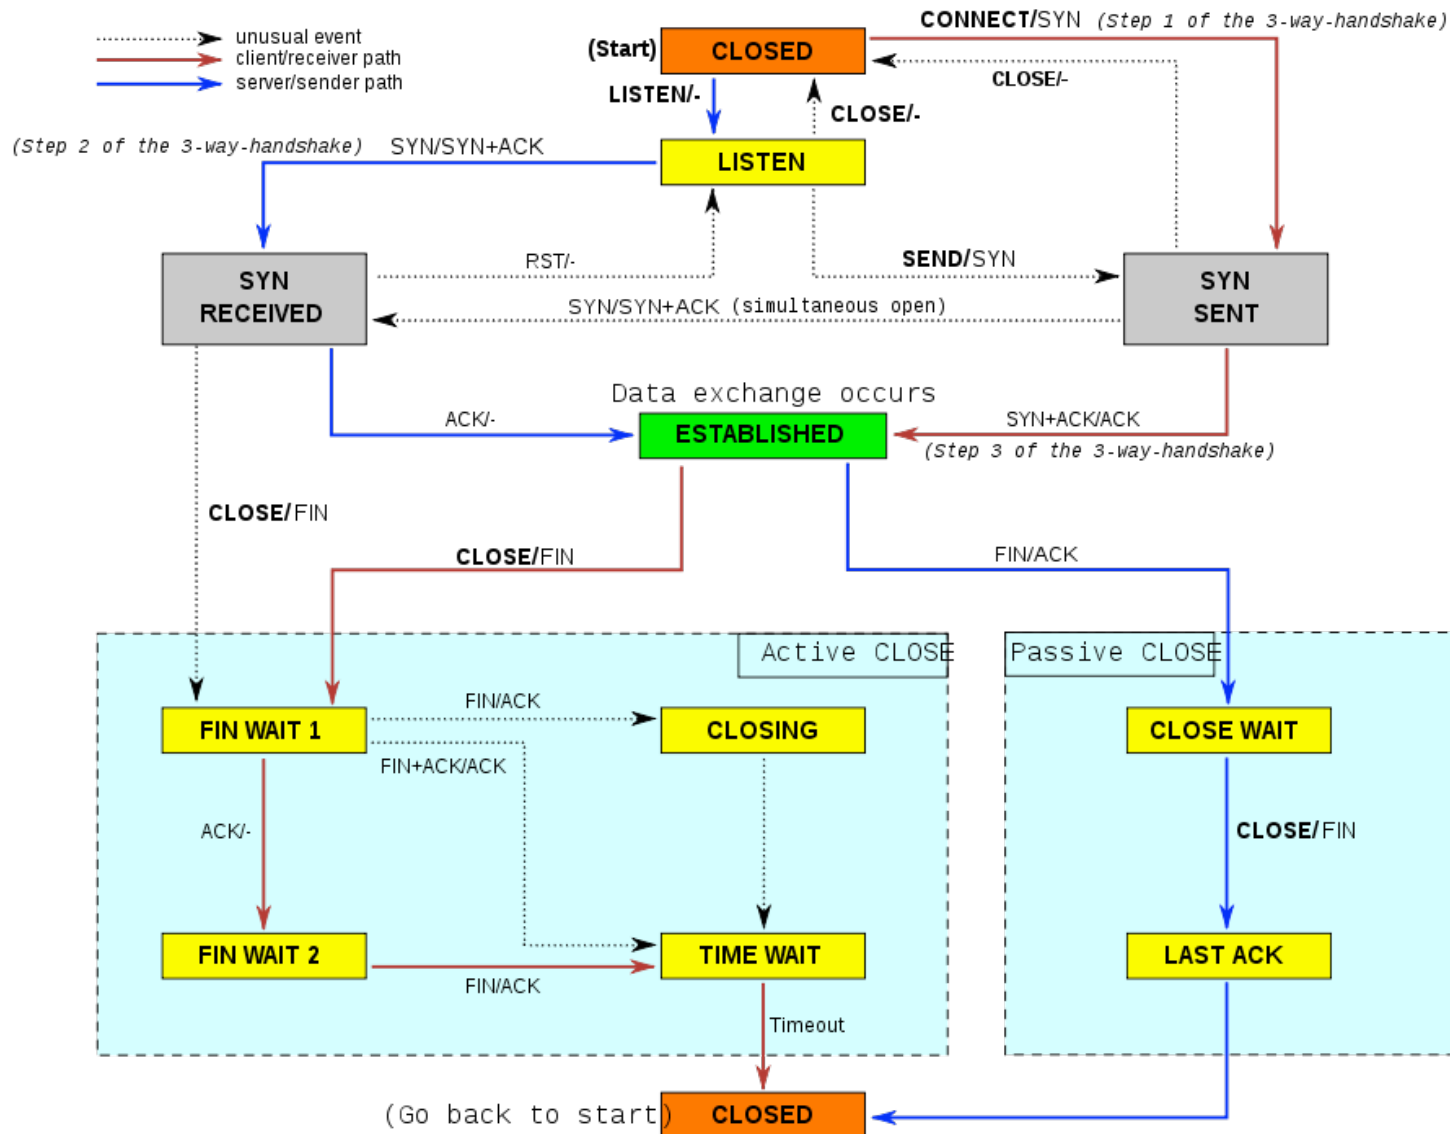 unusual event
client/receiver path
server/sender path
(Start)
CLOSED
CONNECT/SYN (Step 1 of the 3-way-handshake)
CLOSE/-
LISTEN/-
CLOSE/-
(Step 2 of the 3-way-handshake)
SYN/SYN+ACK
LISTEN
SYN
RECEIVED
RST/-
SEND/SYN
SYN
SENT
SYN/SYN+ACK (simultaneous open)
Data exchange occurs
ACK/-
ESTABLISHED
SYN+ACK/ACK
(Step 3 of the 3-way-handshake)
CLOSE/FIN
CLOSE/FIN
FIN/ACK
Active CLOSE
Passive CLOSE
FIN WAIT 1
FIN/ACK
CLOSING
CLOSE WAIT
FIN+ACK/ACK
ACK/-
CLOSE/FIN
FIN WAIT 2
FIN/ACK
TIME WAIT
LAST ACK
Timeout
(Go back to start)
CLOSED